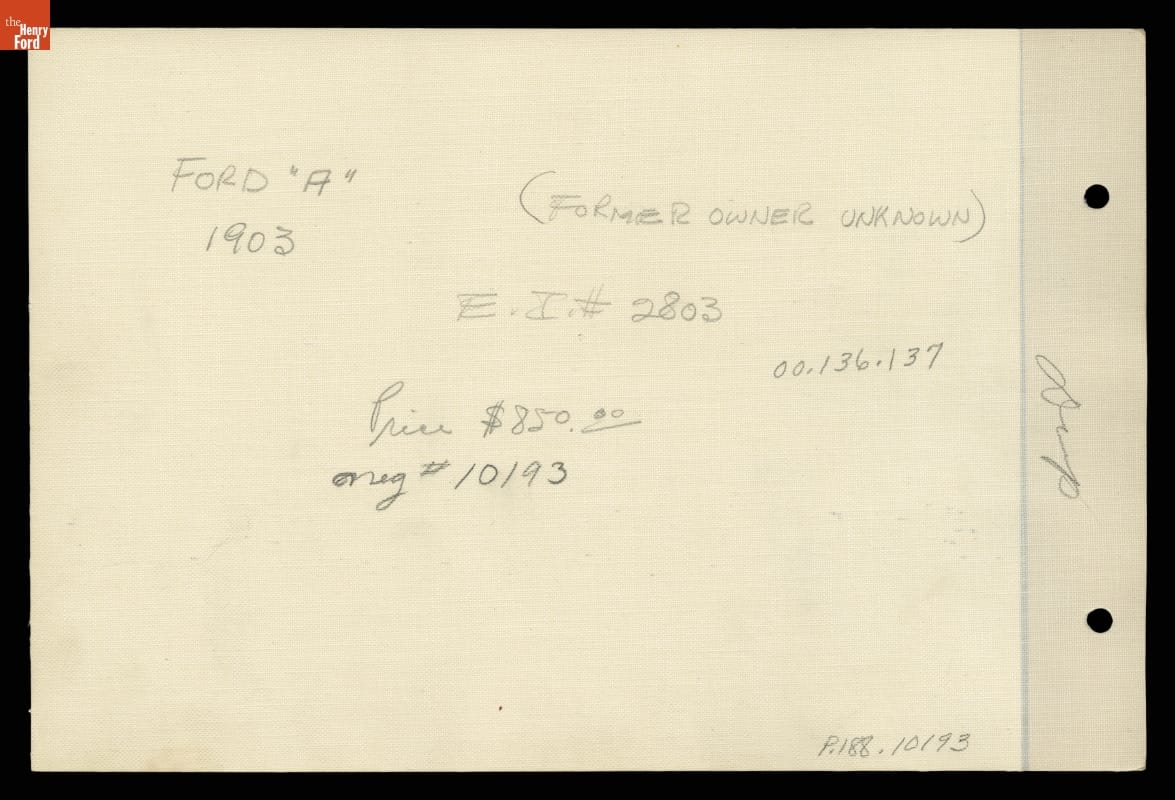 the
Henry
Ford
FORD "A"
1903
(FORMER OWNER UNKNOWN)
E.I.# 2803
00.136.137
Price $850.00
neg # 10193
Dup
P.188.10193